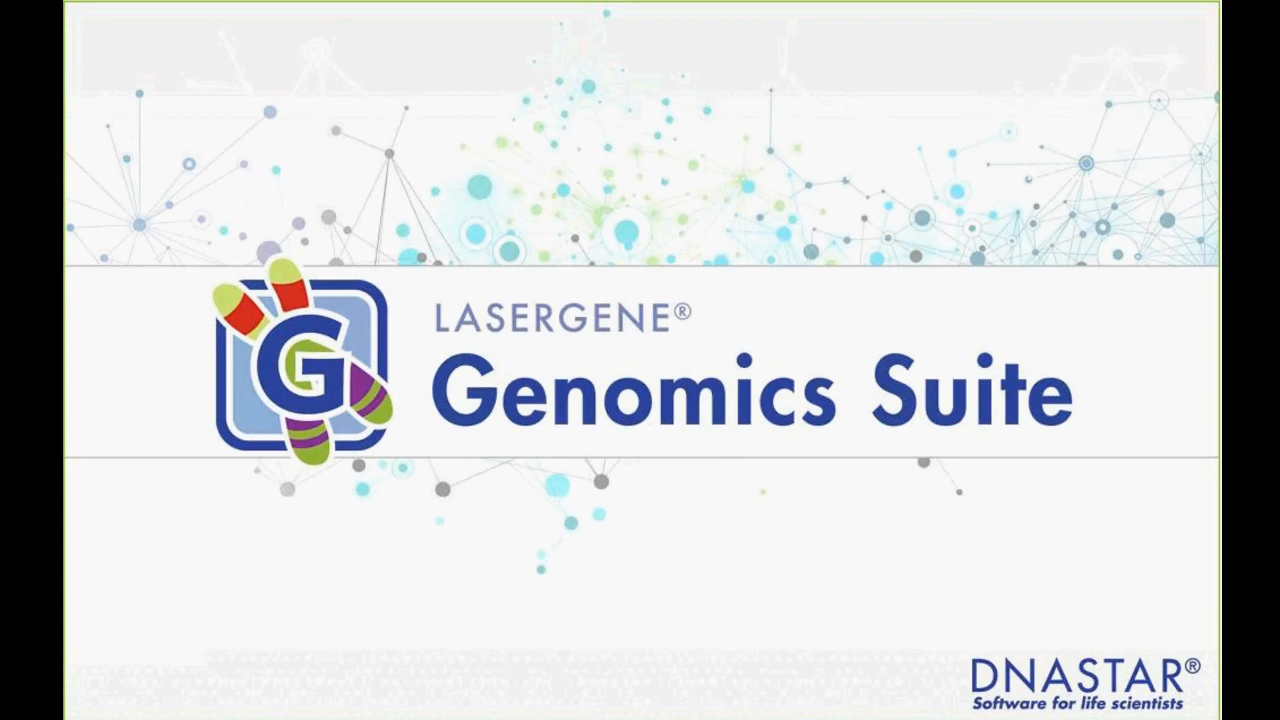 G
LASERGENE®
Genomics Suite
DNASTAR®
Software for life scientists